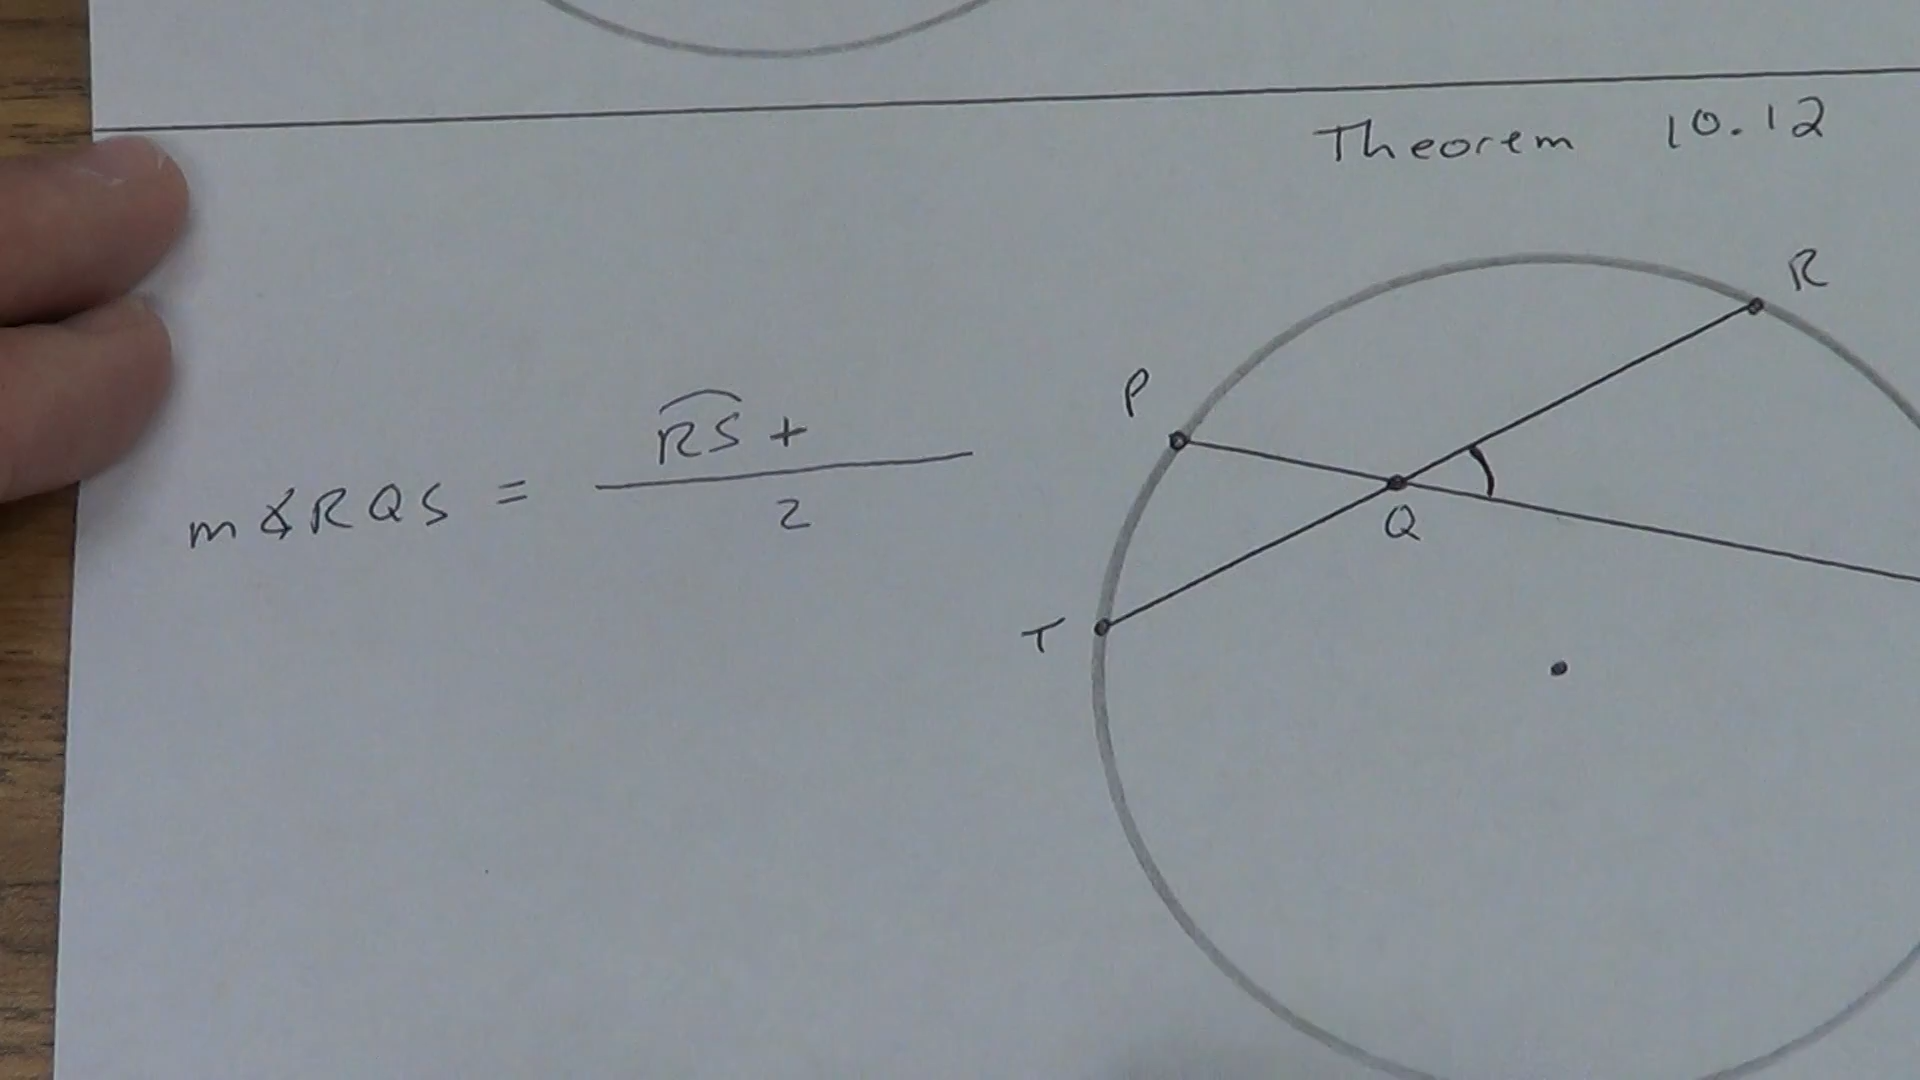 Theorem 10.12
R
P
RS +
m∡RQS = 
2
Q
T